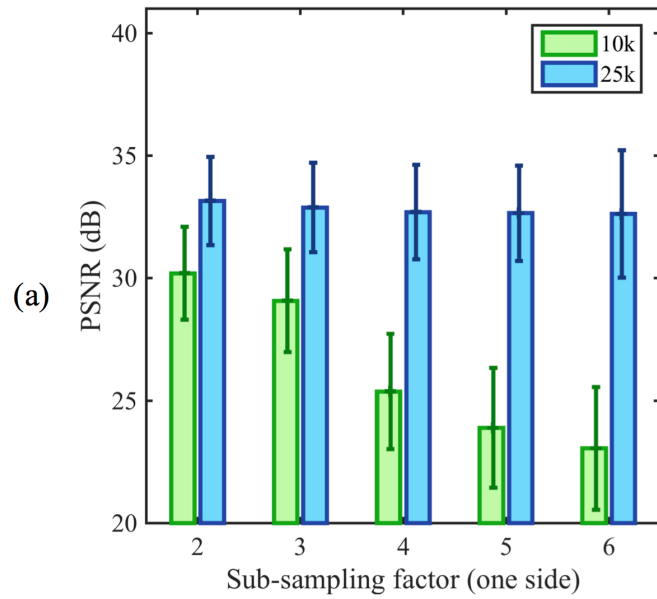 (a)
PSNR (dB)
40
35
30
25
20
10k
25k
2 3 4 5 6
Sub-sampling factor (one side)